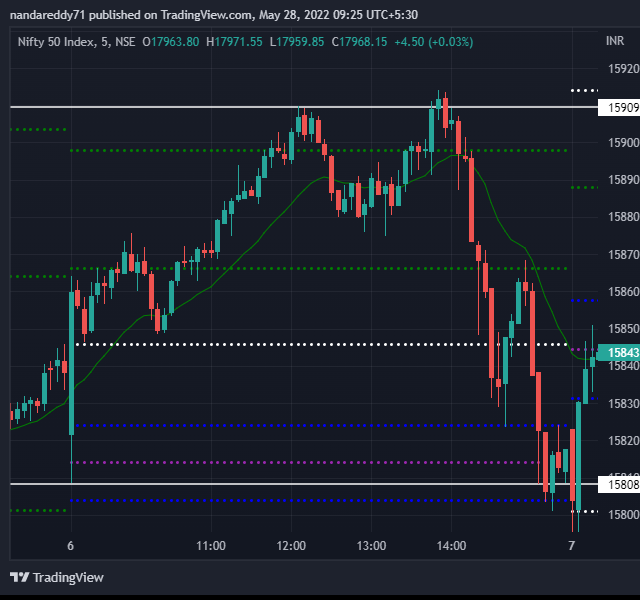 nandareddy71 published on TradingView.com, May 28, 2022 09:25 UTC+5:30
Nifty 50 Index, 5, NSE O17963.80 H17971.55 L17959.85 C17968.15 +4.50 (+0.03%)
INR
15920
15909
15900
15890
15880
15870
15860
15850
15843
15840
15830
15820
15808
15800
6 11:00 12:00 13:00 14:00 7
TradingView